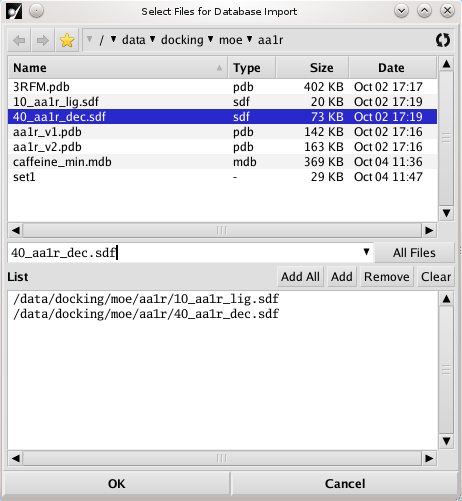 Select Files for Database Import
/ data docking moe aa1r
Name Type Size Date
3RFM.pdb pdb 402 KB Oct 02 17:17
10_aa1r_lig.sdf sdf 20 KB Oct 02 17:19
40_aa1r_dec.sdf sdf 73 KB Oct 02 17:19
aa1r_v1.pdb pdb 142 KB Oct 02 17:16
aa1r_v2.pdb pdb 163 KB Oct 02 17:16
caffeine_min.mdb mdb 369 KB Oct 04 11:36
set1 - 29 KB Oct 04 11:47
40_aa1r_dec.sdf All Files
List Add All Add Remove Clear
/data/docking/moe/aa1r/10_aa1r_lig.sdf
/data/docking/moe/aa1r/40_aa1r_dec.sdf
OK Cancel